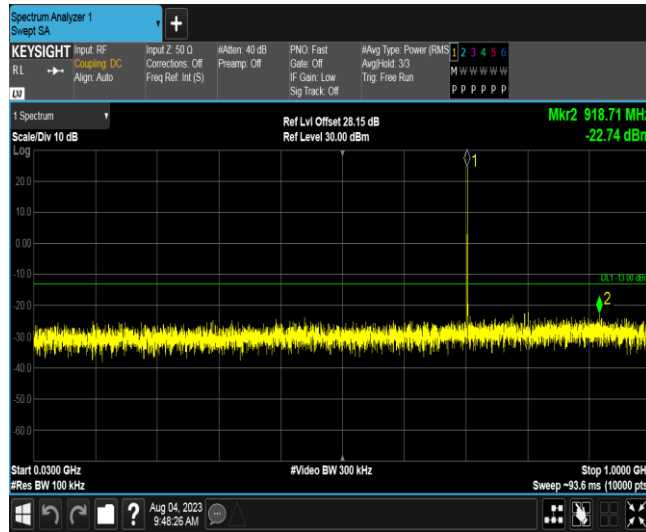 Spectrum Analyzer 1
Swept SA
KEYSIGHT
RL
LXI
Input: RF
Coupling: DC
Align: Auto
Input Z: 50 Ω
Corrections: Off
Freq Ref: Int (S)
#Atten: 40 dB
Preamp: Off
PNO: Fast
Gate: Off
IF Gain: Low
Sig Track: Off
#Avg Type: Power (RMS
Avg|Hold: 3/3
Trig: Free Run
1 2 3 4 5 6
M W W W W W
P P P P P P
1 Spectrum
Scale/Div 10 dB
Log
Ref Lvl Offset 28.15 dB
Ref Level 30.00 dBm
Mkr2 918.71 MHz
-22.74 dBm
1
20.0
10.0
0.00
-10.0
DL1 -13.00 dBm
2
-20.0
-30.0
-40.0
-50.0
-60.0
Start 0.0300 GHz
#Res BW 100 kHz
#Video BW 300 kHz
Stop 1.0000 GH
Sweep ~93.6 ms (10000 pts
?
Aug 04, 2023
9:48:26 AM